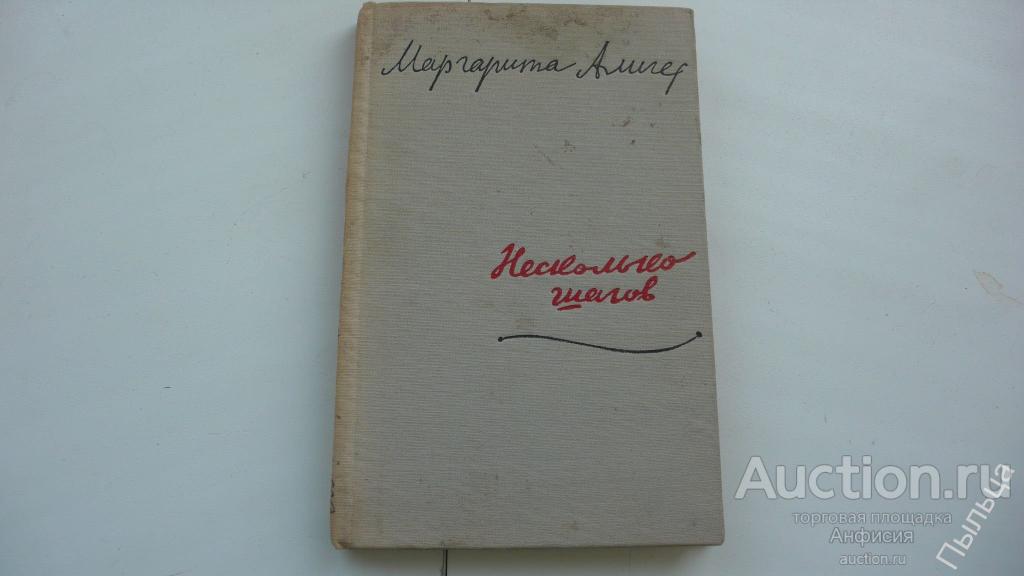 Маргарита Алигер
Несколько
шагов
Auction.ru
торговая площадка
Анфисия
auction.ru
Пыльца